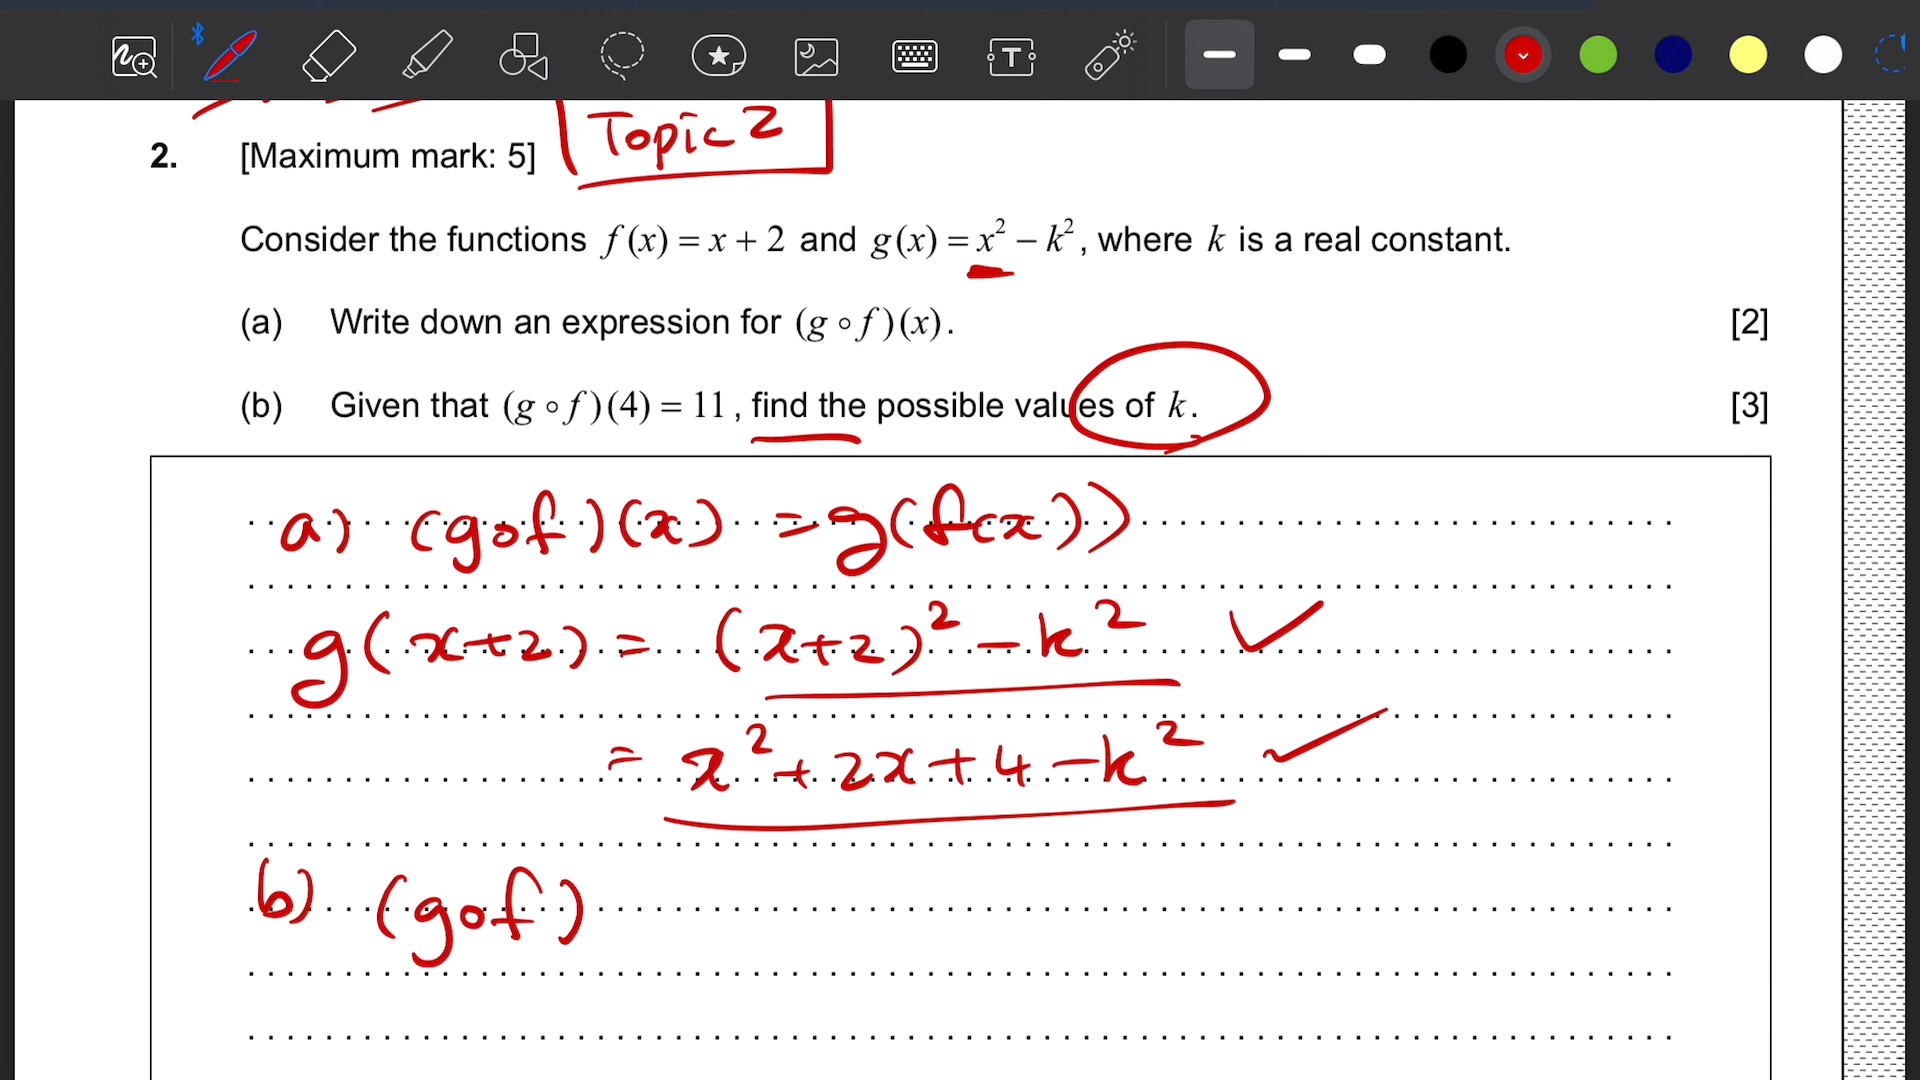 Topic 2
2. [Maximum mark: 5]
Consider the functions f(x) = x + 2 and g(x) = x² − k², where k is a real constant.
(a) Write down an expression for (g ∘ f)(x). [2]
(b) Given that (g ∘ f)(4) = 11, find the possible values of k. [3]
a) (gof)(x) = g(f(x))
g(x+2) = (x+2)² − k²
= x² + 2x + 4 − k²
b) (gof)